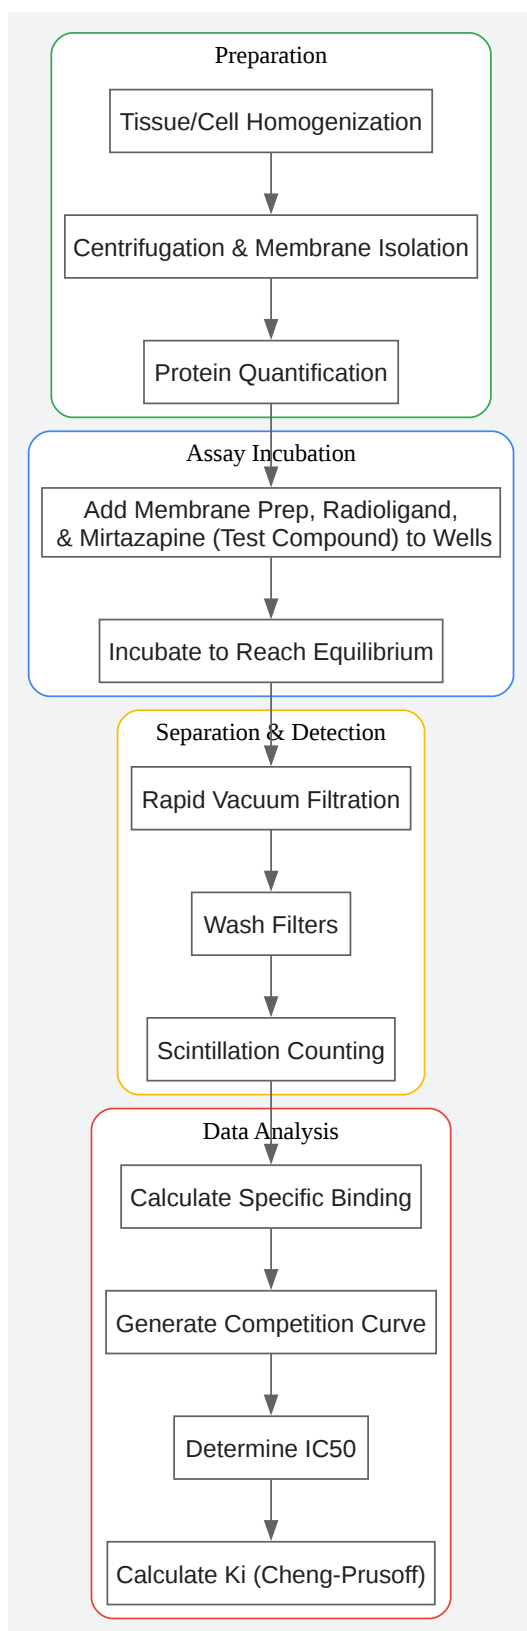 Preparation
Tissue/Cell Homogenization
Centrifugation & Membrane Isolation
Protein Quantification
Assay Incubation
Add Membrane Prep, Radioligand,
& Mirtazapine (Test Compound) to Wells
Incubate to Reach Equilibrium
Separation & Detection
Rapid Vacuum Filtration
Wash Filters
Scintillation Counting
Data Analysis
Calculate Specific Binding
Generate Competition Curve
Determine IC50
Calculate Ki (Cheng-Prusoff)